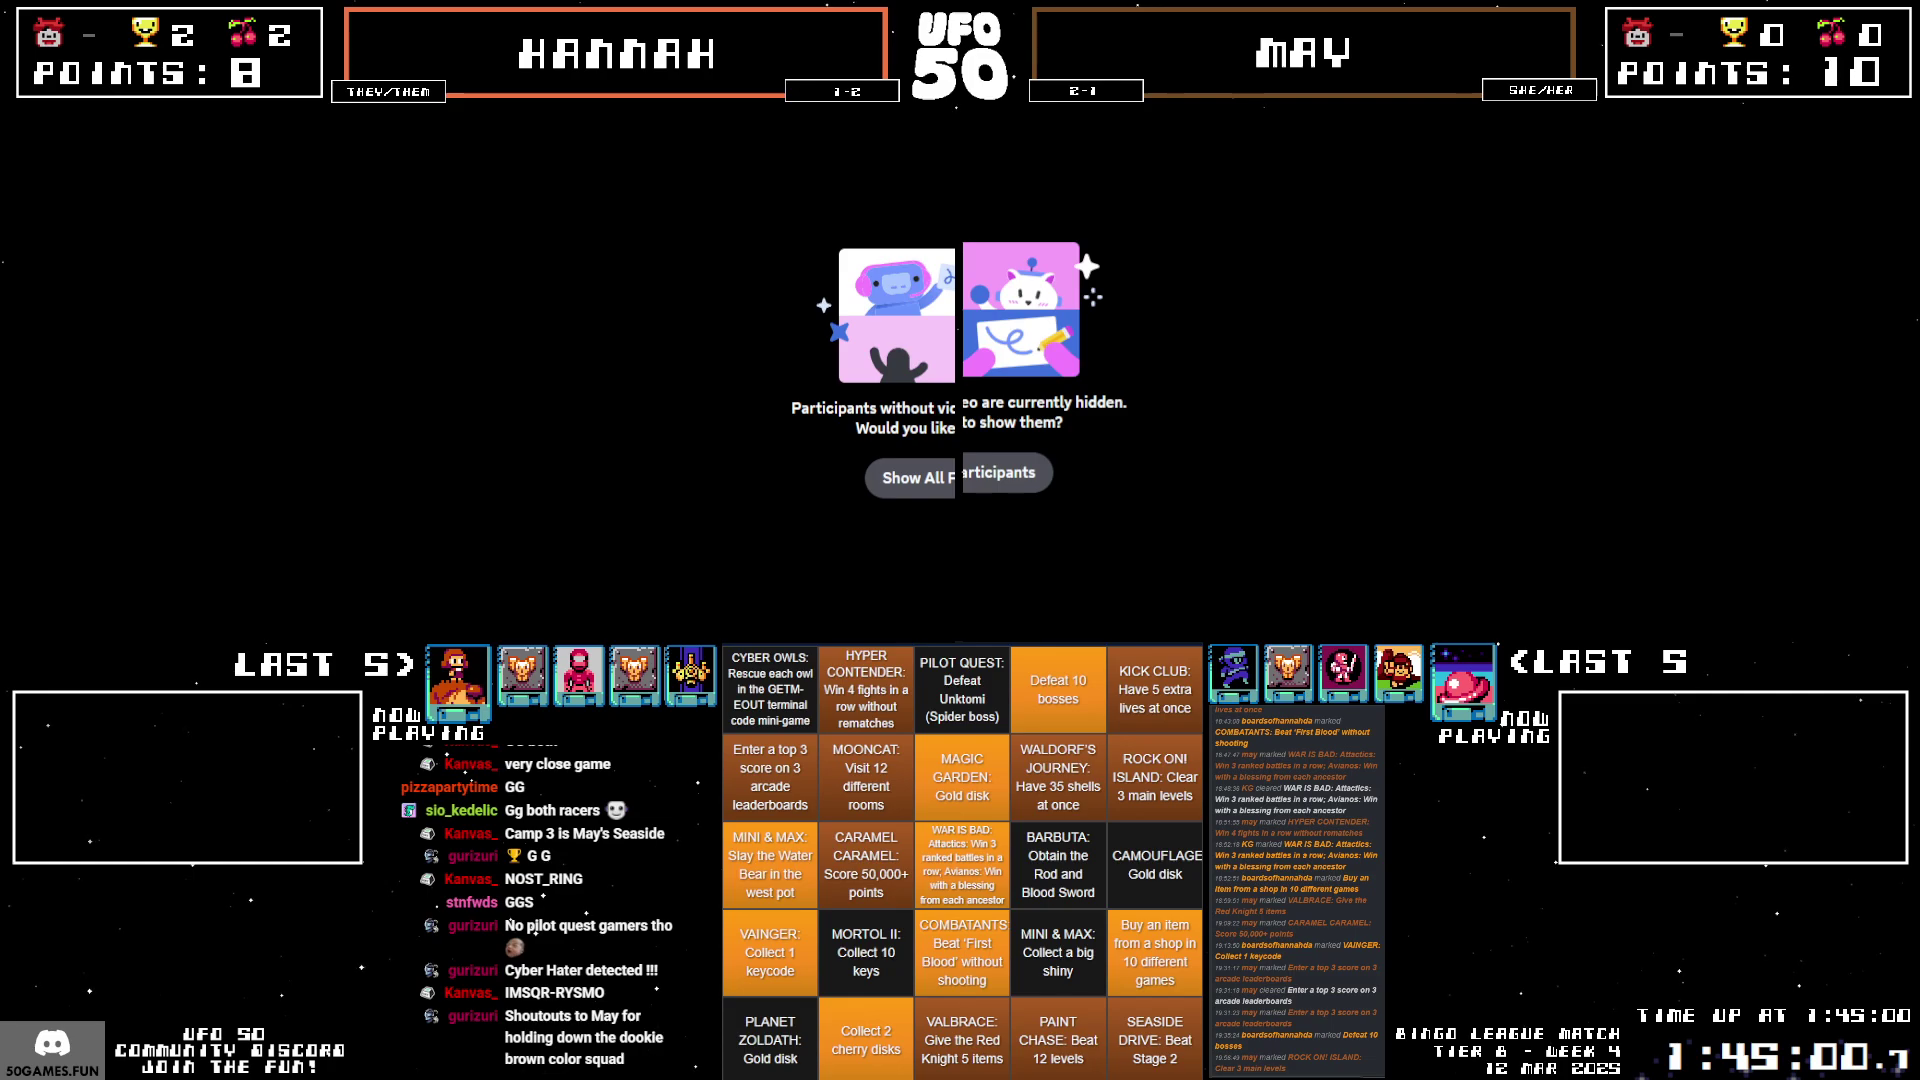 - 2 2
POINTS: 8
HANNAH
THEY/THEM
1-2
UFO
50
MAY
2-1
SHE/HER
- 0 0
POINTS: 10
Participants without vid
Would you like
Show All P
eo are currently hidden.
to show them?
articipants
LAST 5>
NOW
PLAYING
<LAST 5
NOW
PLAYING
Kanvas_ very close game
pizzapartytime GG
sio_kedelic Gg both racers
Kanvas_ Camp 3 is May's Seaside
gurizuri G G
Kanvas_ NOST_RING
stnfwds GGS
gurizuri No pilot quest gamers tho
gurizuri Cyber Hater detected !!!
Kanvas_ IMSQR-RYSMO
gurizuri Shoutouts to May for
holding down the dookie
brown color squad
CYBER OWLS:
Rescue each owl
in the GETM-
EOUT terminal
code mini-game
HYPER
CONTENDER:
Win 4 fights in a
row without
rematches
PILOT QUEST:
Defeat
Unktomi
(Spider boss)
Defeat 10
bosses
KICK CLUB:
Have 5 extra
lives at once
Enter a top 3
score on 3
arcade
leaderboards
MOONCAT:
Visit 12
different
rooms
MAGIC
GARDEN:
Gold disk
WALDORF'S
JOURNEY:
Have 35 shells
at once
ROCK ON!
ISLAND: Clear
3 main levels
MINI & MAX:
Slay the Water
Bear in the
west pot
CARAMEL
CARAMEL:
Score 50,000+
points
WAR IS BAD:
Attactics: Win 3
ranked battles in a
row; Avianos: Win
with a blessing
from each ancestor
BARBUTA:
Obtain the
Rod and
Blood Sword
CAMOUFLAGE
Gold disk
VAINGER:
Collect 1
keycode
MORTOL II:
Collect 10
keys
COMBATANTS:
Beat 'First
Blood' without
shooting
MINI & MAX:
Collect a big
shiny
Buy an item
from a shop in
10 different
games
PLANET
ZOLDATH:
Gold disk
Collect 2
cherry disks
VALBRACE:
Give the Red
Knight 5 items
PAINT
CHASE: Beat
12 levels
SEASIDE
DRIVE: Beat
Stage 2
lives at once
18:43:08 boardsofhannahda marked
COMBATANTS: Beat 'First Blood' without
shooting
18:47:47 may marked WAR IS BAD: Attactics:
Win 3 ranked battles in a row; Avianos: Win
with a blessing from each ancestor
18:48:36 KG cleared WAR IS BAD: Attactics:
Win 3 ranked battles in a row; Avianos: Win
with a blessing from each ancestor
18:51:55 may marked HYPER CONTENDER:
Win 4 fights in a row without rematches
18:52:18 KG marked WAR IS BAD: Attactics:
Win 3 ranked battles in a row; Avianos: Win
with a blessing from each ancestor
18:52:51 boardsofhannahda marked Buy an
item from a shop in 10 different games
18:59:51 may marked VALBRACE: Give the
Red Knight 5 items
19:09:22 may marked CARAMEL CARAMEL:
Score 50,000+ points
19:13:50 boardsofhannahda marked VAINGER:
Collect 1 keycode
19:31:17 may marked Enter a top 3 score on 3
arcade leaderboards
19:31:18 may cleared Enter a top 3 score on 3
arcade leaderboards
19:31:23 may marked Enter a top 3 score on 3
arcade leaderboards
19:35:24 boardsofhannahda marked Defeat 10
bosses
19:58:49 may marked ROCK ON! ISLAND:
Clear 3 main levels
50GAMES.FUN
UFO 50
COMMUNITY DISCORD
JOIN THE FUN!
BINGO LEAGUE MATCH
TIER 8 - WEEK 4
12 MAR 2025
TIME UP AT 1:45:00
1:45:00.7